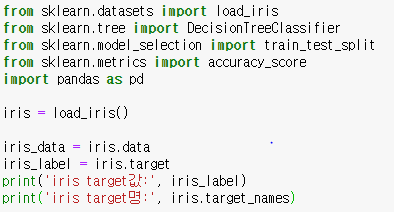 from sklearn.datasets import load_iris
from sklearn.tree import DecisionTreeClassifier
from sklearn.model_selection import train_test_split
from sklearn.metrics import accuracy_score
import pandas as pd
iris = load_iris()
iris_data = iris.data
iris_label = iris.target
print('iris target값:', iris_label)
print('iris target명:', iris.target_names)